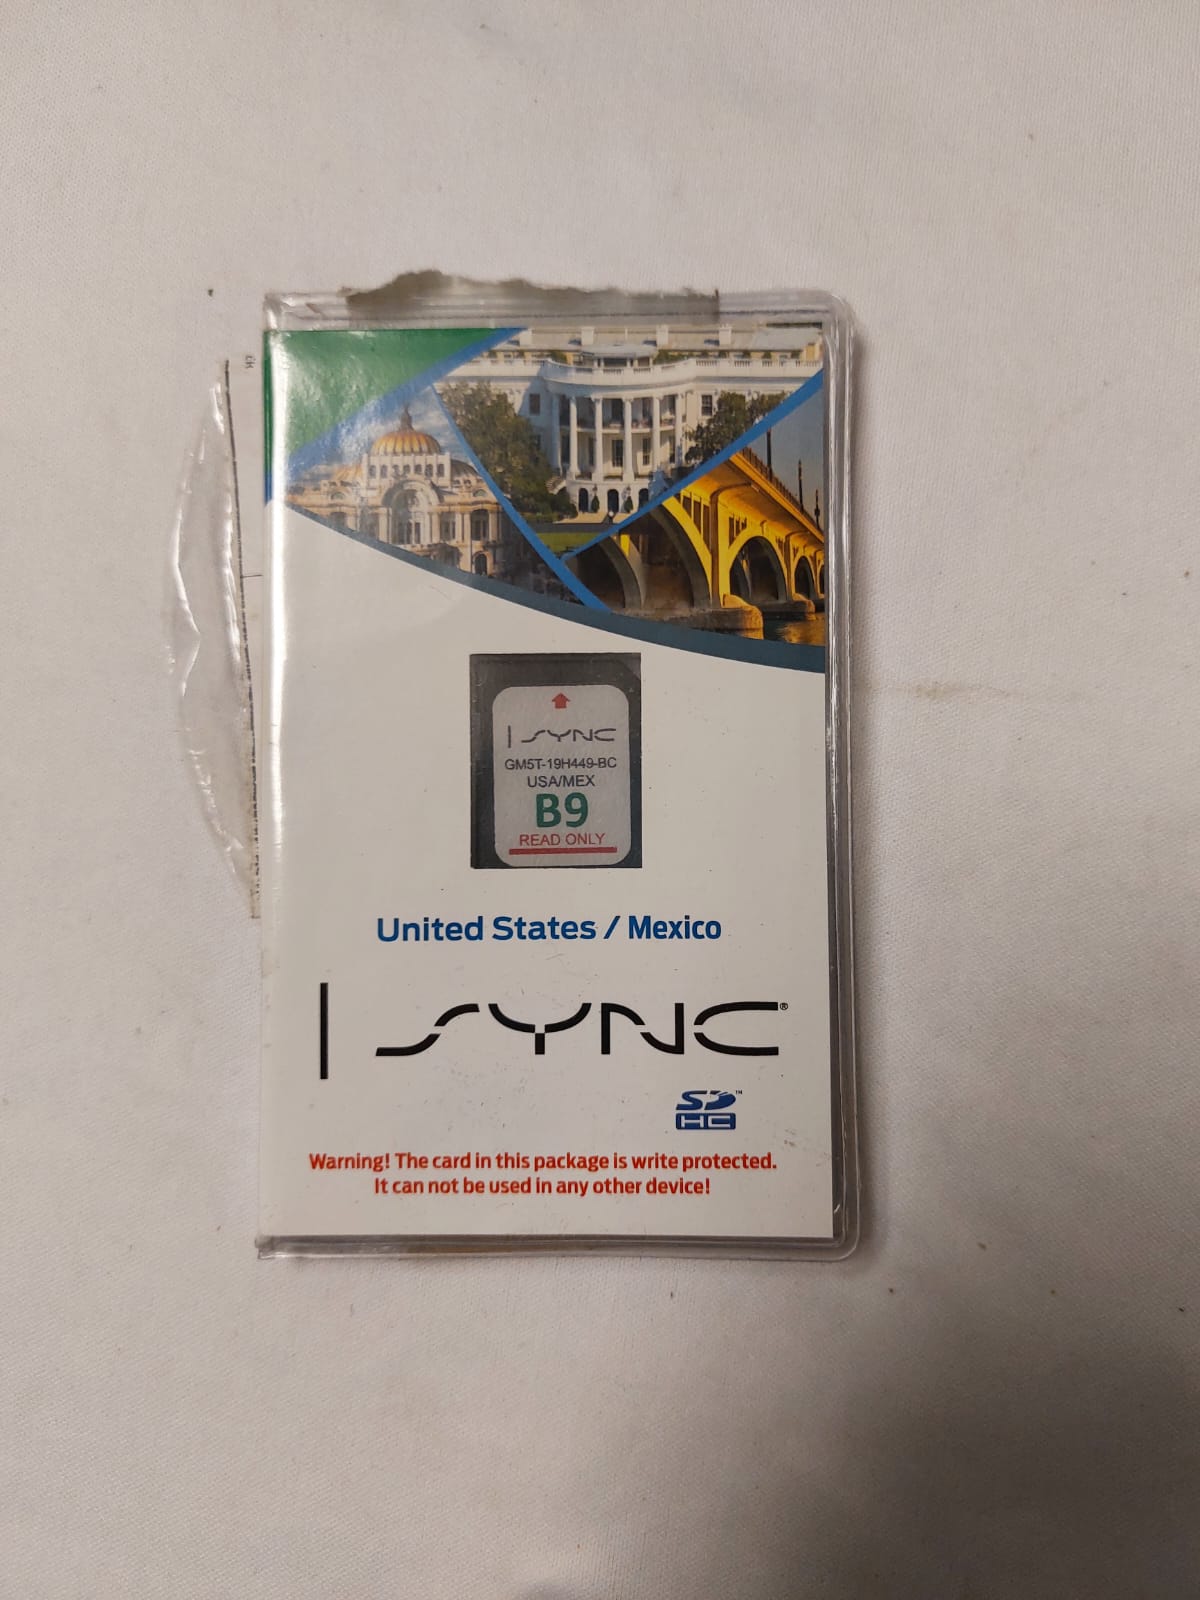 SYNC
GM5T-19H449-BC
USA/MEX
B9
READ ONLY
United States / Mexico
SYNC®
SD™
HC
Warning! The card in this package is write protected.
It can not be used in any other device!